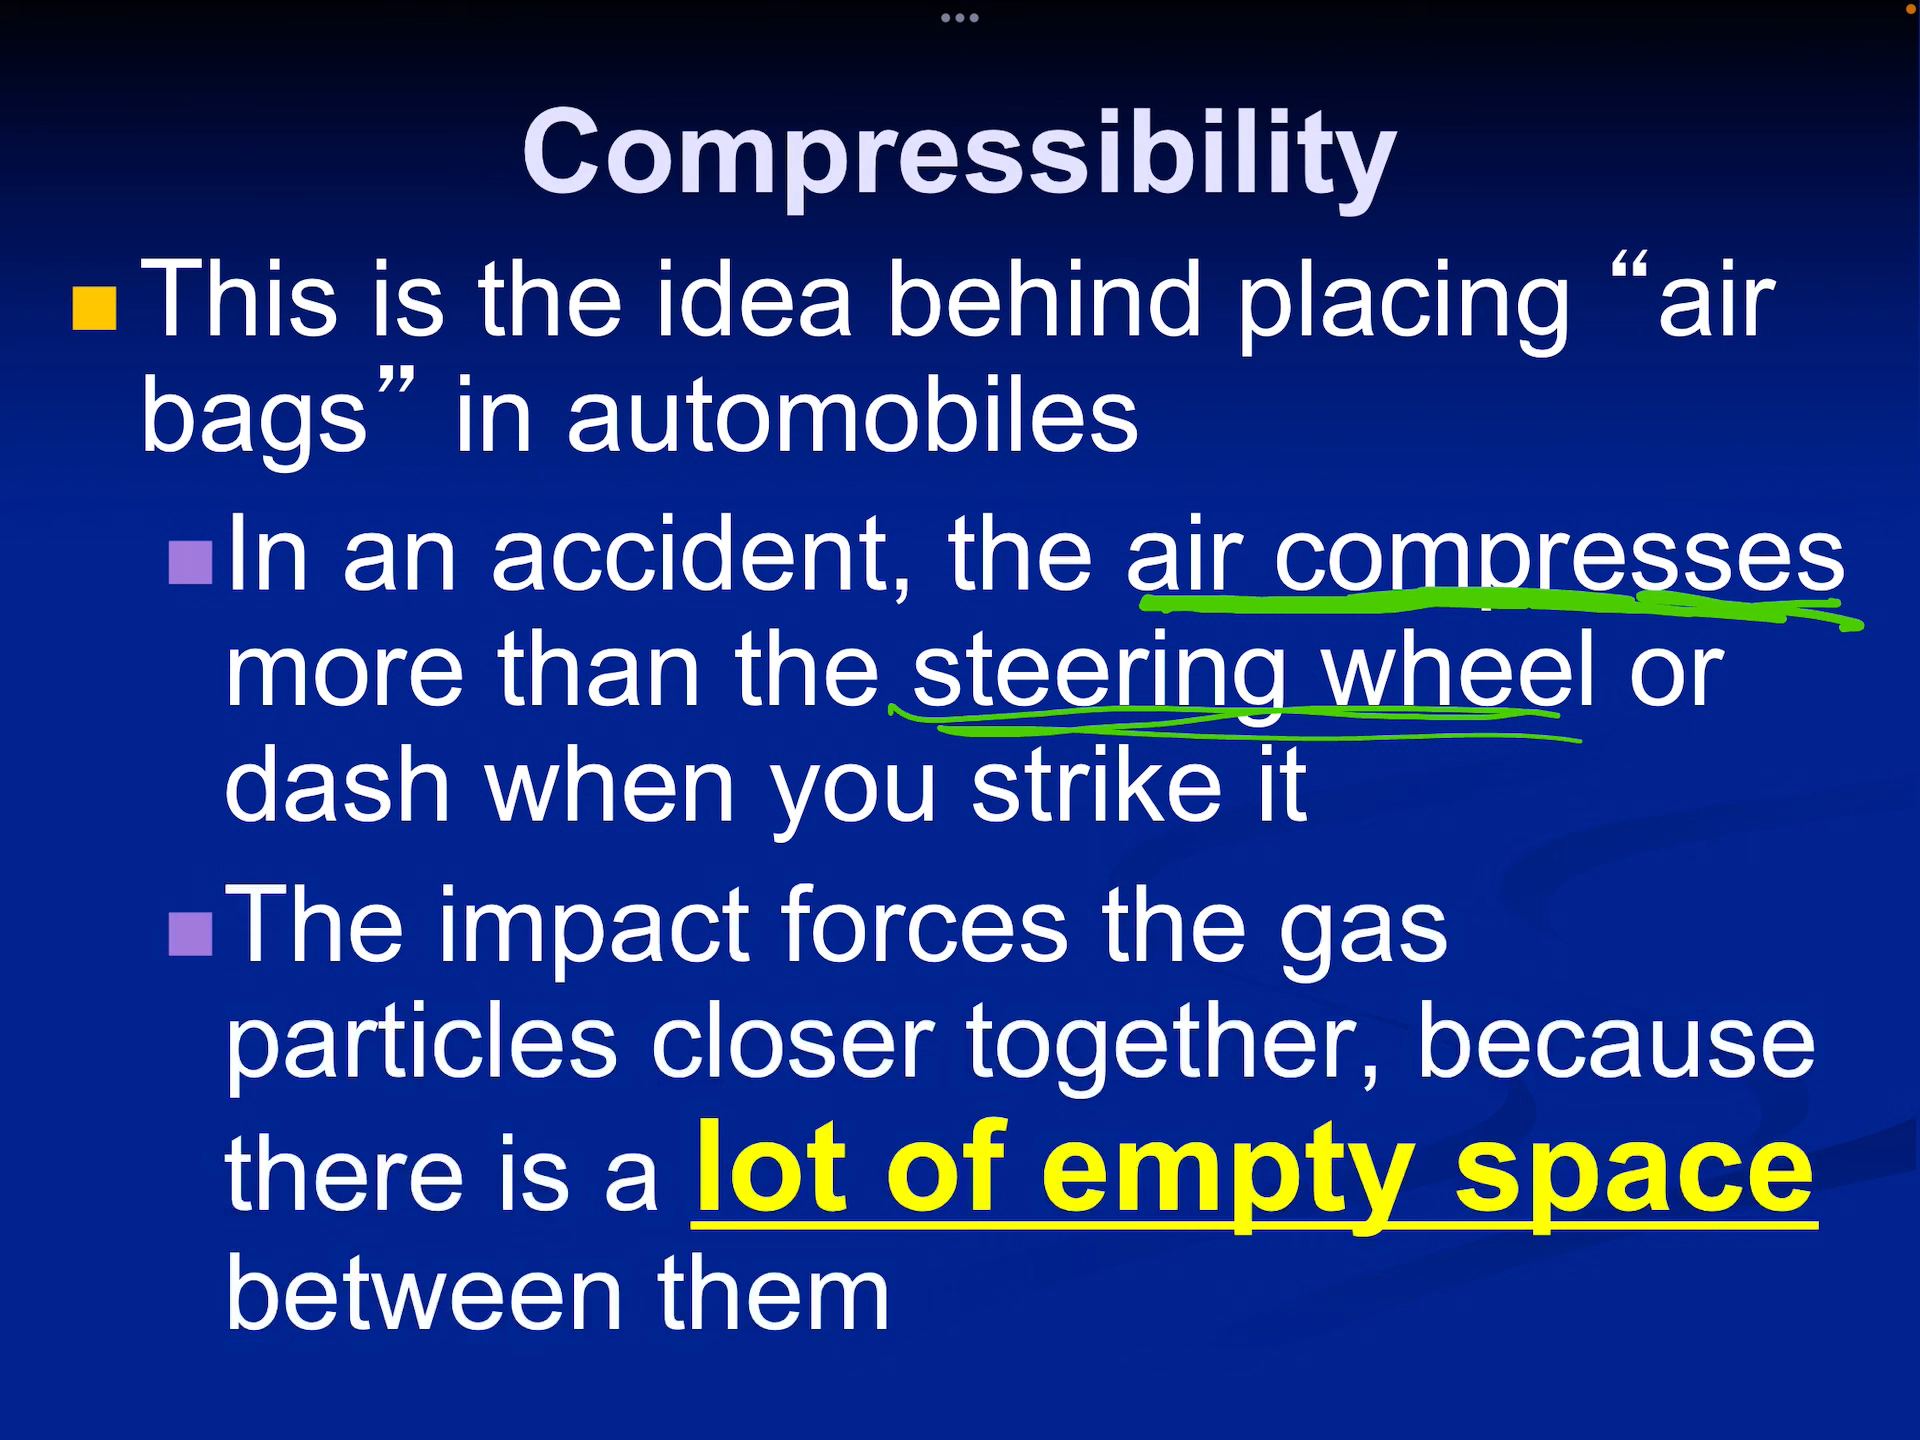 Compressibility
This is the idea behind placing “air
bags” in automobiles
In an accident, the air compresses
more than the steering wheel or
dash when you strike it
The impact forces the gas
particles closer together, because
there is a lot of empty space
between them